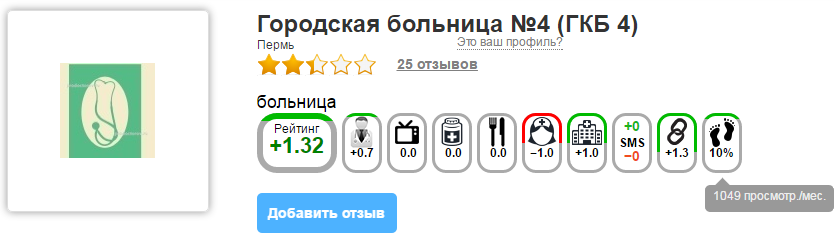 Городская больница №4 (ГКБ 4)
Пермь
Это ваш профиль?
25 отзывов
больница
Рейтинг
+1.32
+0.7
0.0
0.0
0.0
−1.0
+1.0
+0
SMS
−0
+1.3
10%
1049 просмотр./мес.
Добавить отзыв